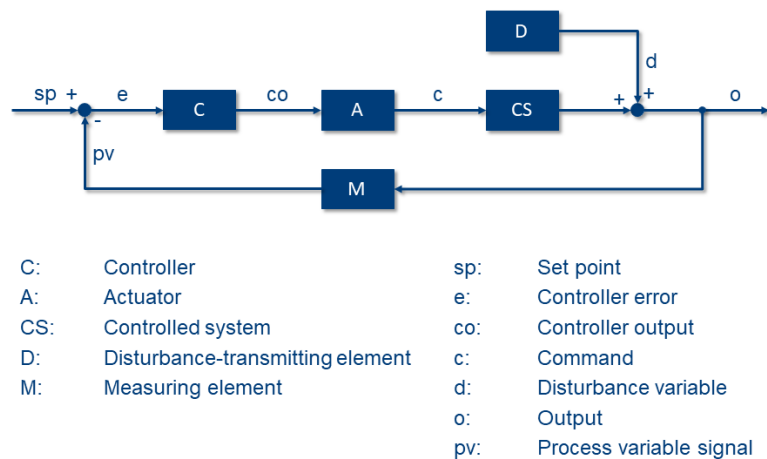 D
d
sp + e co c + + o
C A CS
-
pv
M
C: Controller sp: Set point
A: Actuator e: Controller error
CS: Controlled system co: Controller output
D: Disturbance-transmitting element c: Command
M: Measuring element d: Disturbance variable
o: Output
pv: Process variable signal